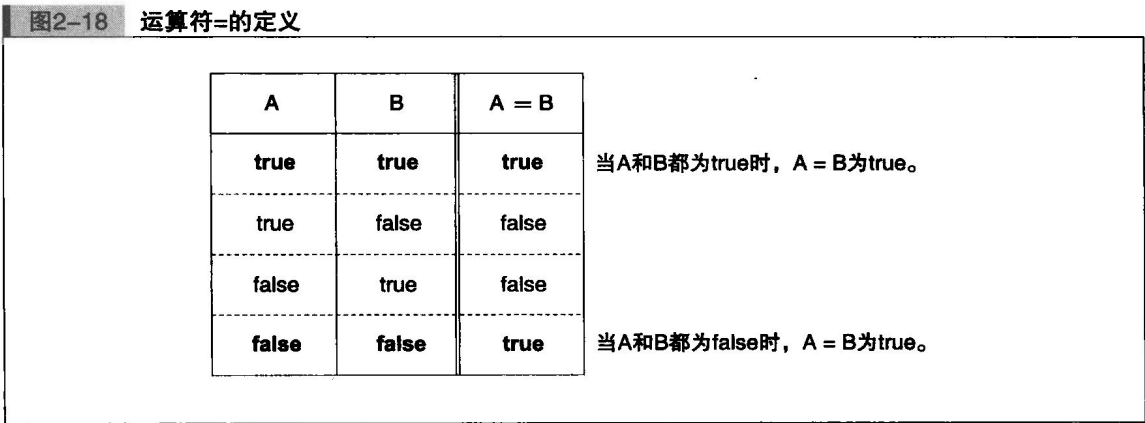 图2-18 运算符=的定义
A B A = B
true true true 当A和B都为true时，A = B为true。
true false false
false true false
false false true 当A和B都为false时，A = B为true。